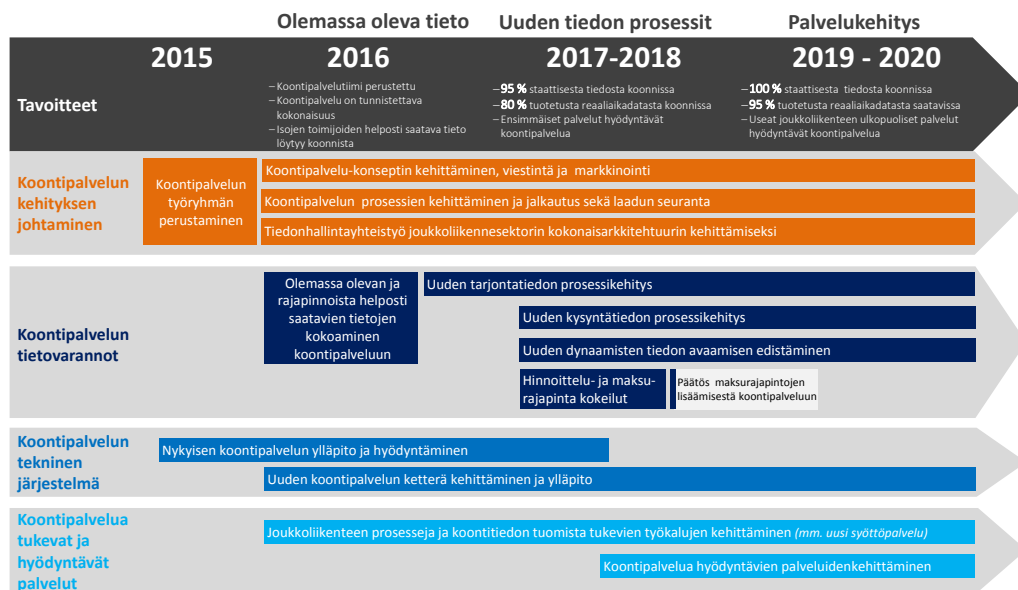 Olemassa oleva tieto
Uuden tiedon prosessit
Palvelukehitys
2015
2016
2017-2018
2019 - 2020
Tavoitteet
– Koontipalvelutiimi perustettu
– Koontipalvelu on tunnistettava
kokonaisuus
– Isojen toimijoiden helposti saatava tieto
löytyy koonnista
– 95 % staattisesta tiedosta koonnissa
– 80 % tuotetusta reaaliaikadatasta koonnissa
– Ensimmäiset palvelut hyödyntävät
koontipalvelua
– 100 % staattisesta tiedosta koonnissa
– 95 % tuotetusta reaaliaikadatasta saatavissa
– Useat joukkoliikenteen ulkopuoliset palvelut
hyödyntävät koontipalvelua
Koontipalvelun
kehityksen
johtaminen
Koontipalvelun
työryhmän
perustaminen
Koontipalvelu-konseptin kehittäminen, viestintä ja markkinointi
Koontipalvelun prosessien kehittäminen ja jalkautus sekä laadun seuranta
Tiedonhallintayhteistyö joukkoliikennesektorin kokonaisarkkitehtuurin kehittämiseksi
Koontipalvelun
tietovarannot
Olemassa olevan ja
rajapinnoista helposti
saatavien tietojen
kokoaminen
koontipalveluun
Uuden tarjontatiedon prosessikehitys
Uuden kysyntätiedon prosessikehitys
Uuden dynaamisten tiedon avaamisen edistäminen
Hinnoittelu- ja maksu-
rajapinta kokeilut
Päätös maksurajapintojen
lisäämisestä koontipalveluun
Koontipalvelun
tekninen
järjestelmä
Nykyisen koontipalvelun ylläpito ja hyödyntäminen
Uuden koontipalvelun ketterä kehittäminen ja ylläpito
Koontipalvelua
tukevat ja
hyödyntävät
palvelut
Joukkoliikenteen prosesseja ja koontitiedon tuomista tukevien työkalujen kehittäminen (mm. uusi syöttöpalvelu)
Koontipalvelua hyödyntävien palveluidenkehittäminen